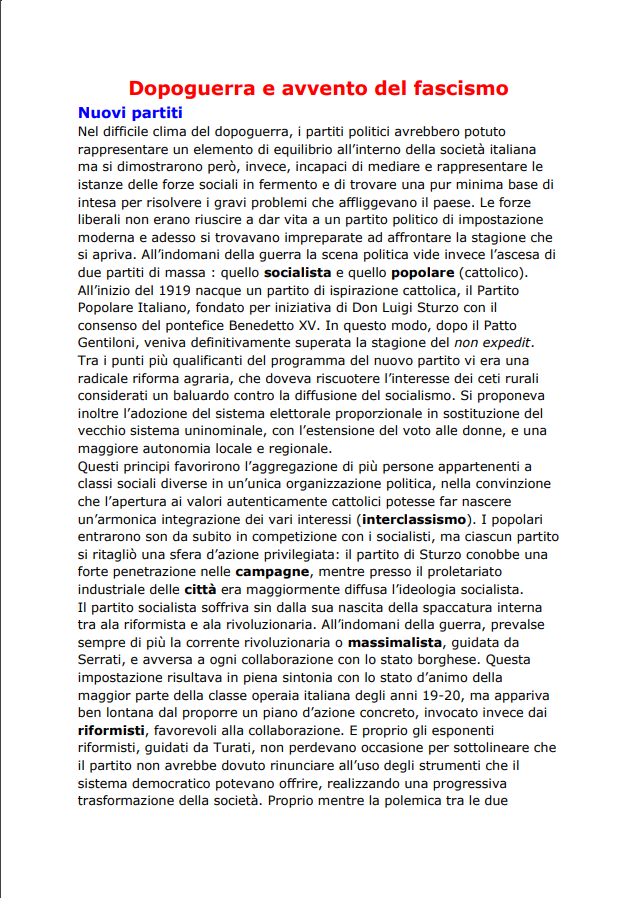 Dopoguerra e avvento del fascismo
Nuovi partiti
Nel difficile clima del dopoguerra, i partiti politici avrebbero potuto
rappresentare un elemento di equilibrio all'interno della società italiana
ma si dimostrarono però, invece, incapaci di mediare e rappresentare le
istanze delle forze sociali in fermento e di trovare una pur minima base di
intesa per risolvere i gravi problemi che affliggevano il paese. Le forze
liberali non erano riuscire a dar vita a un partito politico di impostazione
moderna e adesso si trovavano impreparate ad affrontare la stagione che
si apriva. All'indomani della guerra la scena politica vide invece l'ascesa di
due partiti di massa : quello socialista e quello popolare (cattolico).
All'inizio del 1919 nacque un partito di ispirazione cattolica, il Partito
Popolare Italiano, fondato per iniziativa di Don Luigi Sturzo con il
consenso del pontefice Benedetto XV. In questo modo, dopo il Patto
Gentiloni, veniva definitivamente superata la stagione del non expedit.
Tra i punti più qualificanti del programma del nuovo partito vi era una
radicale riforma agraria, che doveva riscuotere l'interesse dei ceti rurali
considerati un baluardo contro la diffusione del socialismo. Si proponeva
inoltre l'adozione del sistema elettorale proporzionale in sostituzione del
vecchio sistema uninominale, con l'estensione del voto alle donne, e una
maggiore autonomia locale e regionale.
Questi principi favorirono l'aggregazione di più persone appartenenti a
classi sociali diverse in un'unica organizzazione politica, nella convinzione
che l'apertura ai valori autenticamente cattolici potesse far nascere
un'armonica integrazione dei vari interessi (interclassismo). I popolari
entrarono son da subito in competizione con i socialisti, ma ciascun partito
si ritagliò una sfera d'azione privilegiata: il partito di Sturzo conobbe una
forte penetrazione nelle campagne, mentre presso il proletariato
industriale delle città era maggiormente diffusa l'ideologia socialista.
Il partito socialista soffriva sin dalla sua nascita della spaccatura interna
tra ala riformista e ala rivoluzionaria. All'indomani della guerra, prevalse
sempre di più la corrente rivoluzionaria o massimalista, guidata da
Serrati, e avversa a ogni collaborazione con lo stato borghese. Questa
impostazione risultava in piena sintonia con lo stato d'animo della
maggior parte della classe operaia italiana degli anni 19-20, ma appariva
ben lontana dal proporre un piano d'azione concreto, invocato invece dai
riformisti, favorevoli alla collaborazione. E proprio gli esponenti
riformisti, guidati da Turati, non perdevano occasione per sottolineare che
il partito non avrebbe dovuto rinunciare all'uso degli strumenti che il
sistema democratico potevano offrire, realizzando una progressiva
trasformazione della società. Proprio mentre la polemica tra le due